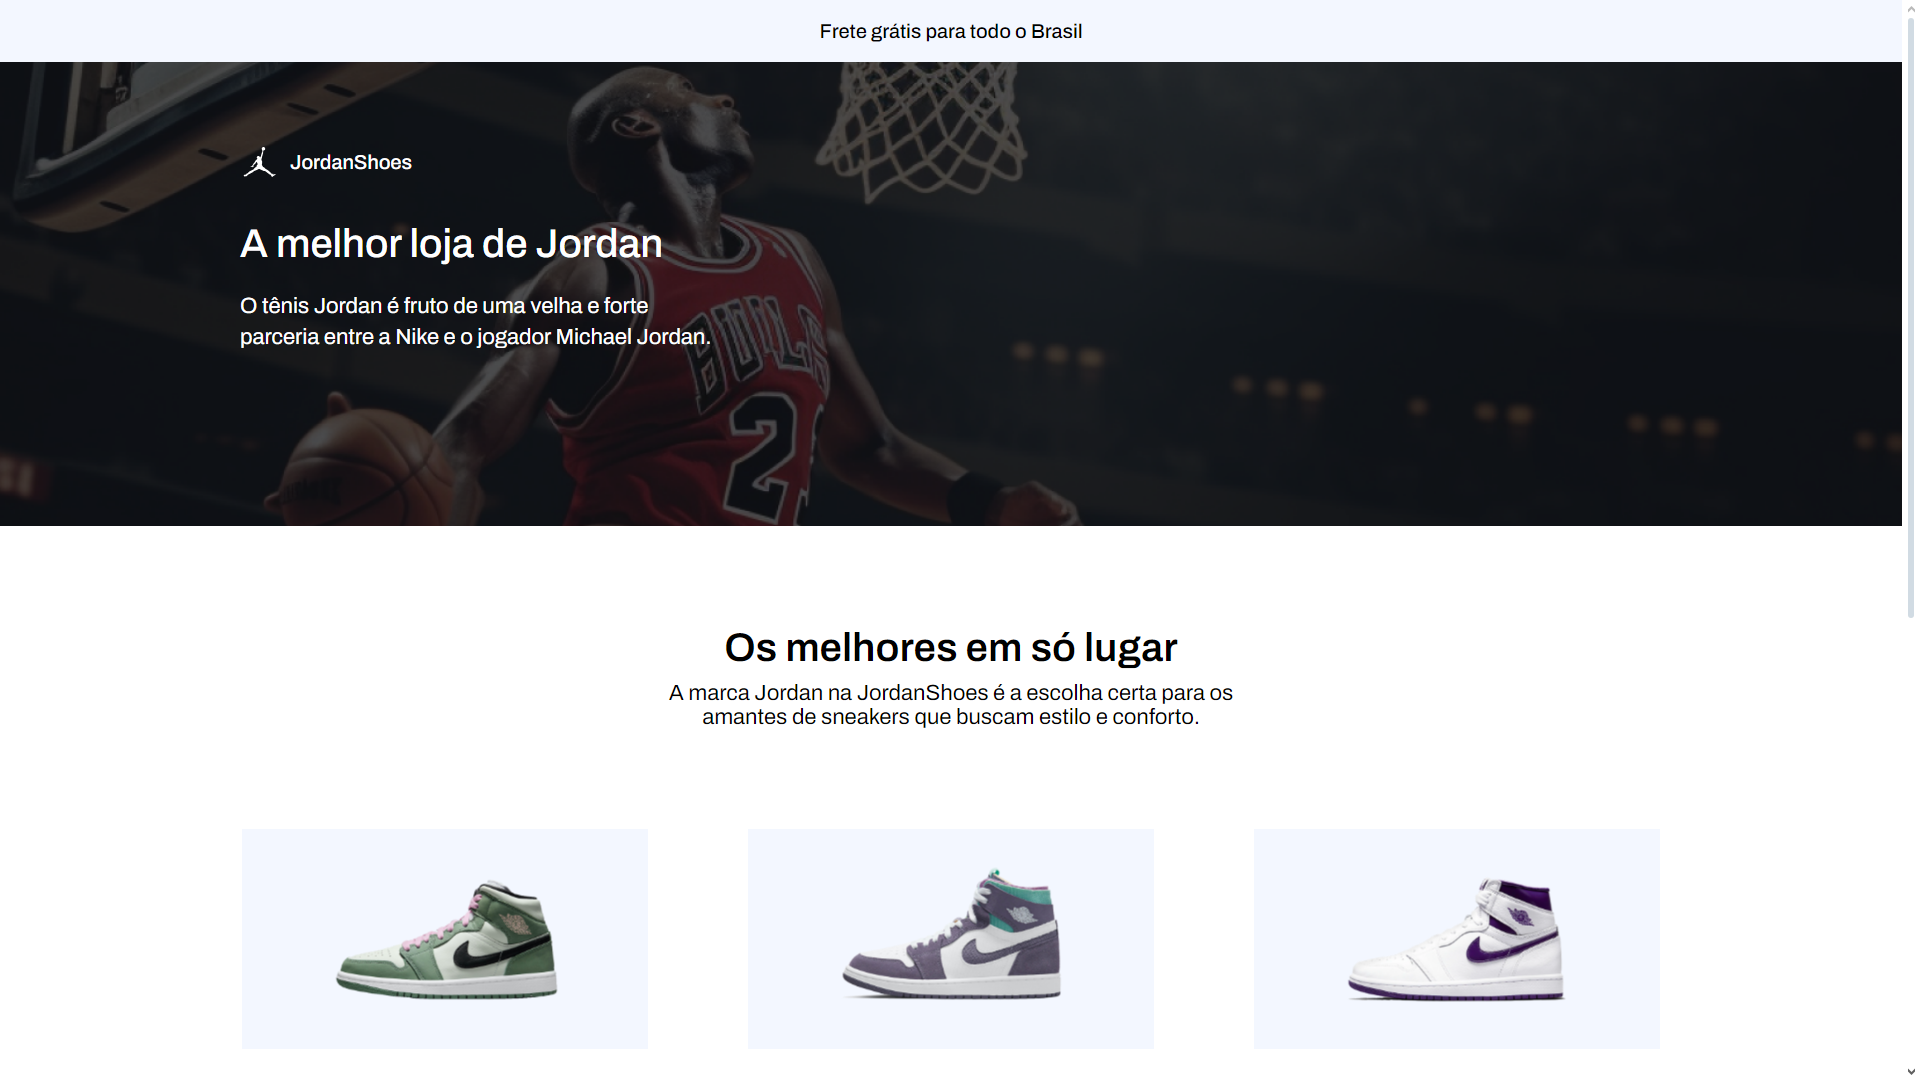 Frete grátis para todo o Brasil
JordanShoes
A melhor loja de Jordan
O tênis Jordan é fruto de uma velha e forte
parceria entre a Nike e o jogador Michael Jordan.
BULLS
Os melhores em só lugar
A marca Jordan na JordanShoes é a escolha certa para os
amantes de sneakers que buscam estilo e conforto.